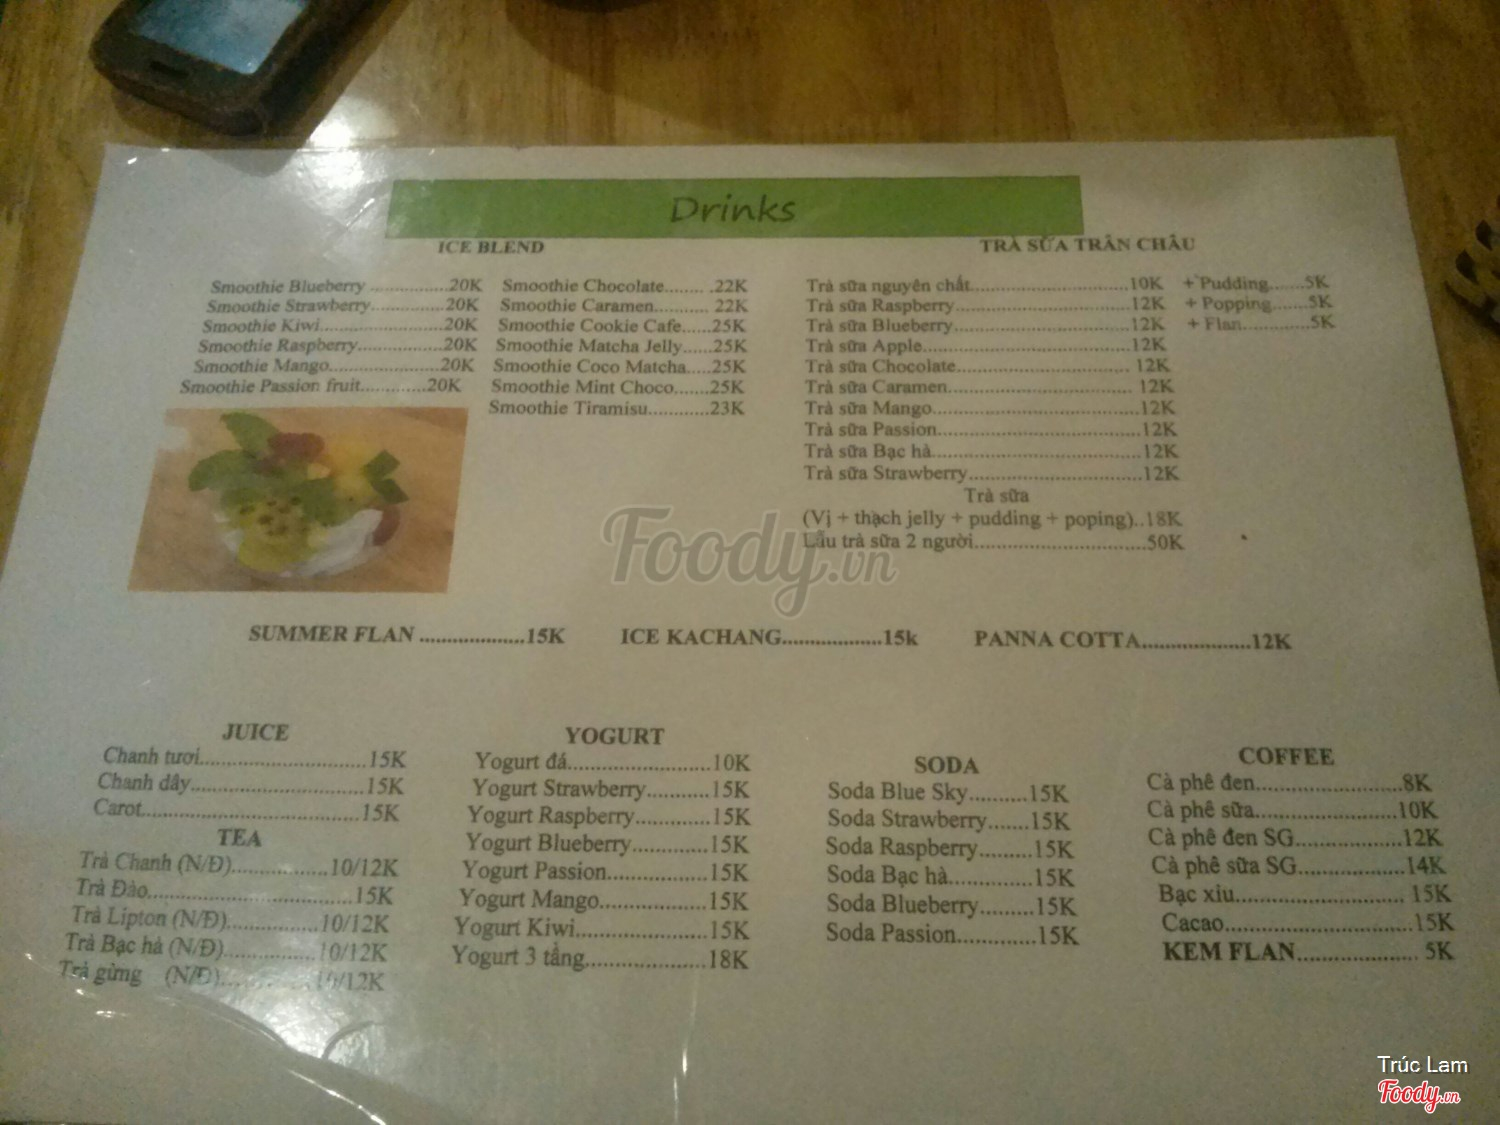 Drinks
ICE BLEND
Smoothie Blueberry ..............20K
Smoothie Strawberry..............20K
Smoothie Kiwi......................20K
Smoothie Raspberry................20K
Smoothie Mango....................20K
Smoothie Passion fruit............20K
Smoothie Chocolate........ .22K
Smoothie Caramen........... 22K
Smoothie Cookie Cafe.....25K
Smoothie Matcha Jelly.....25K
Smoothie Coco Matcha.....25K
Smoothie Mint Choco.......25K
Smoothie Tiramisu............23K
TRÀ SỮA TRÂN CHÂU
Trà sữa nguyên chất.............................10K
Trà sữa Raspberry................................12K
Trà sữa Blueberry................................12K
Trà sữa Apple.....................................12K
Trà sữa Chocolate............................... 12K
Trà sữa Caramen................................. 12K
Trà sữa Mango.....................................12K
Trà sữa Passion...................................12K
Trà sữa Bạc hà....................................12K
Trà sữa Strawberry..............................12K
Trà sữa
(Vị + thạch jelly + pudding + poping)..18K
Lẩu trà sữa 2 người..............................50K
+ Pudding.......5K
+ Popping.......5K
+ Flan............5K
SUMMER FLAN ...................15K
ICE KACHANG..................15k
PANNA COTTA....................12K
JUICE
Chanh tươi..............................15K
Chanh dây...............................15K
Carot.......................................15K
TEA
Trà Chanh (N/Đ).................10/12K
Trà Đào.....................................15K
Trà Lipton (N/Đ)................10/12K
Trà Bạc hà (N/Đ)................10/12K
Trà gừng (N/Đ)................10/12K
YOGURT
Yogurt đá..........................10K
Yogurt Strawberry...........15K
Yogurt Raspberry.............15K
Yogurt Blueberry.............15K
Yogurt Passion.................15K
Yogurt Mango...................15K
Yogurt Kiwi.......................15K
Yogurt 3 tầng.....................18K
SODA
Soda Blue Sky..........15K
Soda Strawberry.......15K
Soda Raspberry.........15K
Soda Bạc hà..............15K
Soda Blueberry.........15K
Soda Passion.............15K
COFFEE
Cà phê đen..........................8K
Cà phê sữa.........................10K
Cà phê đen SG...................12K
Cà phê sữa SG...................14K
Bạc xỉu............................... 15K
Cacao...................................15K
KEM FLAN..................... 5K
Foody.vn
Trúc Lam
Foody.vn